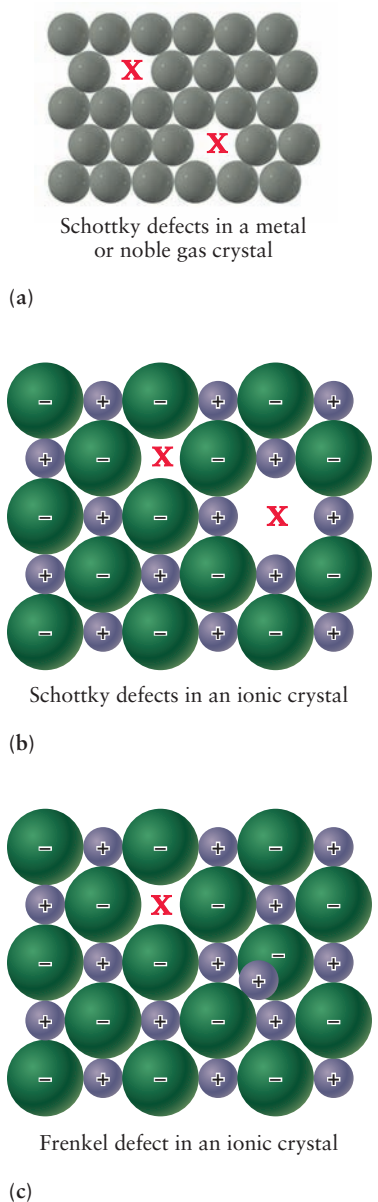 X
X
Schottky defects in a metal
or noble gas crystal
(a)
− + − + − +
+ − X − + −
− + − + X +
+ − + − + −
− + − + − +
Schottky defects in an ionic crystal
(b)
− + − + − +
+ − X − + −
− + − + − +
+
+ − + − + −
− + − + − +
Frenkel defect in an ionic crystal
(c)